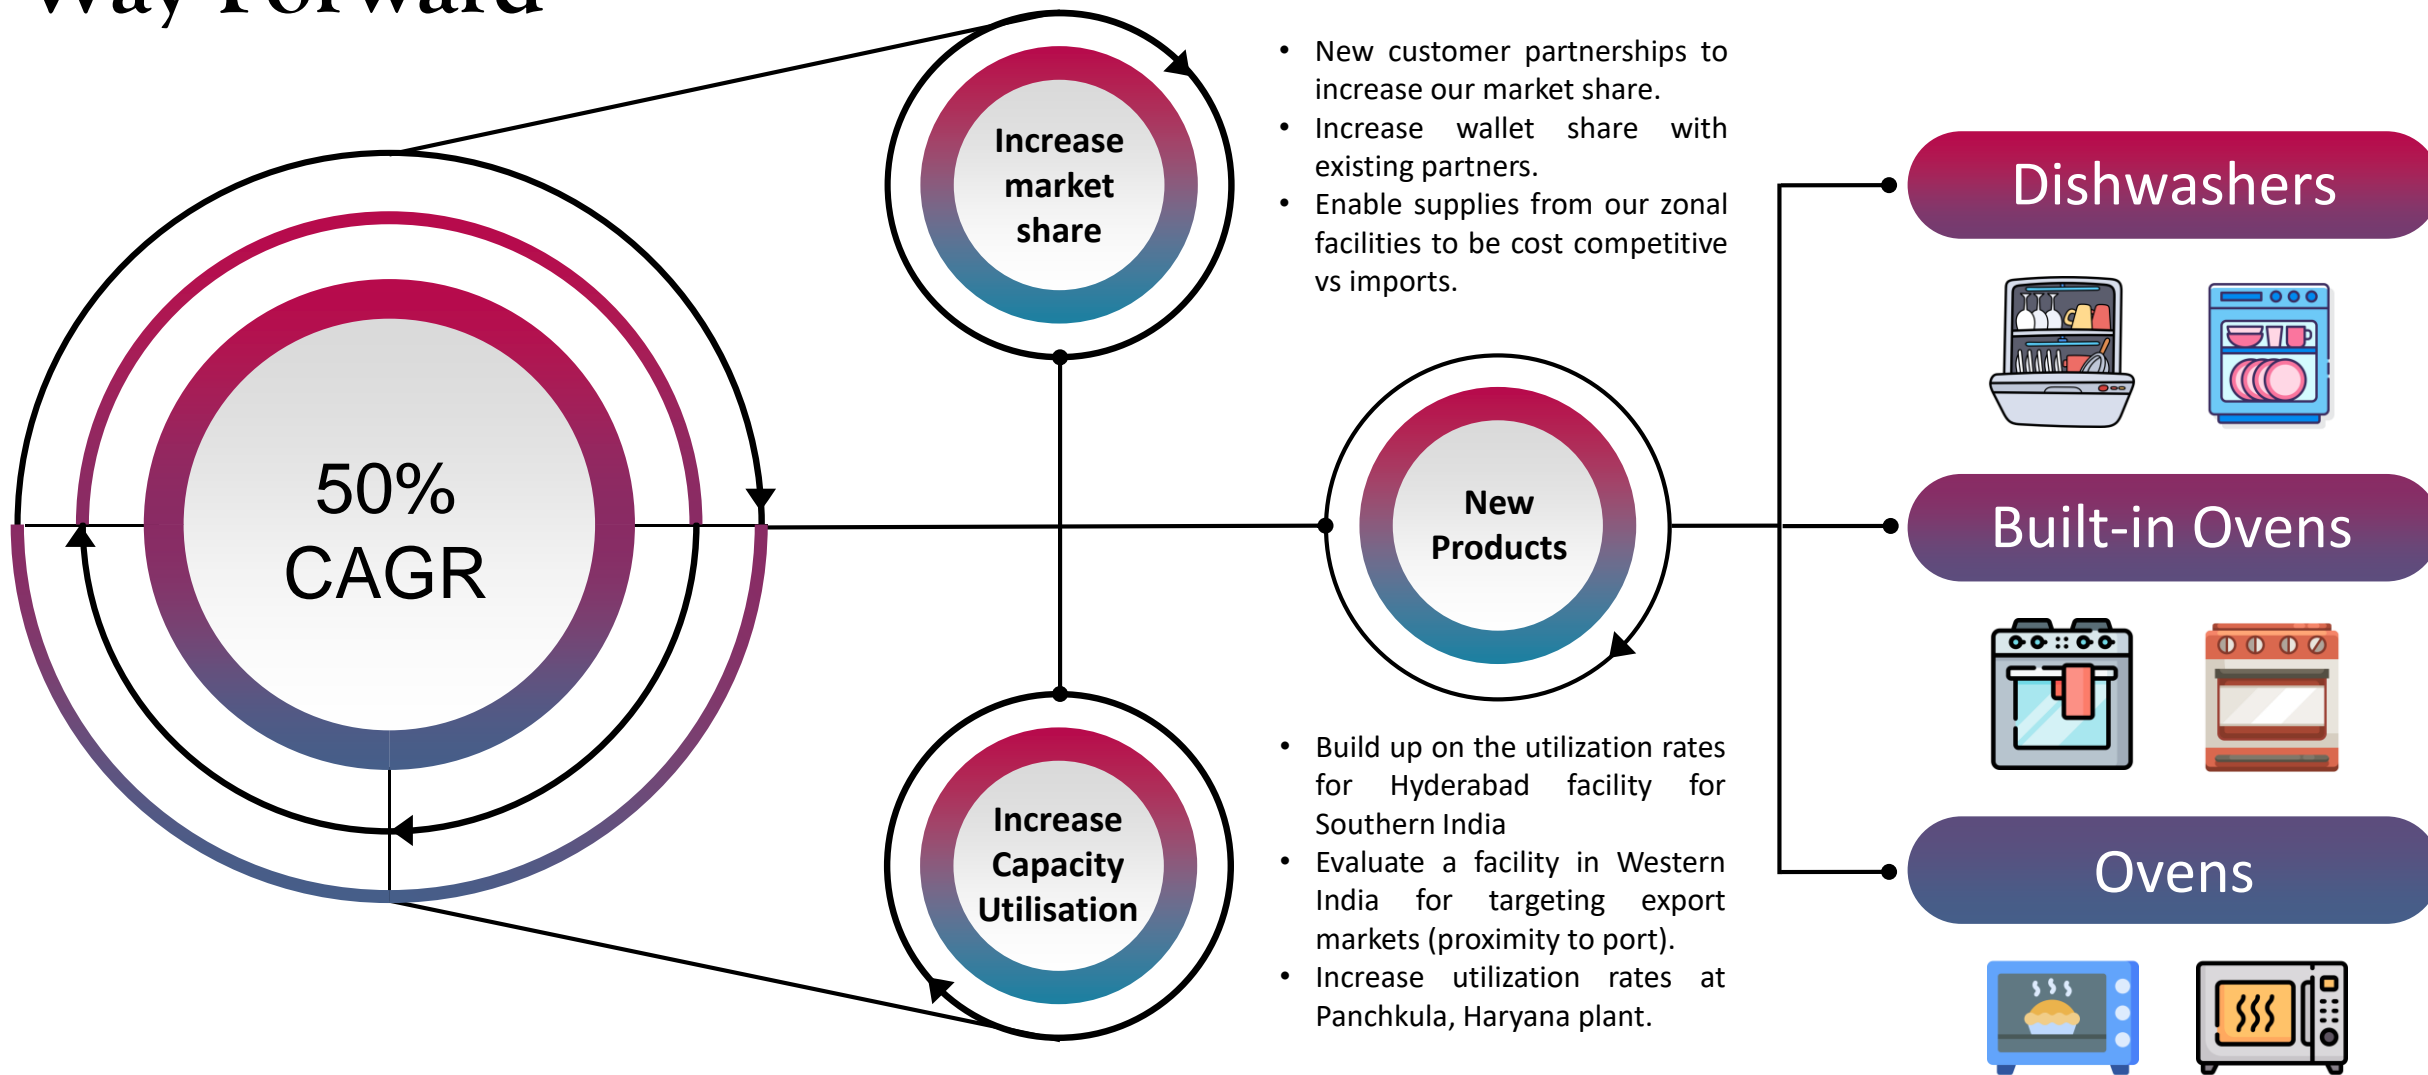 Way Forward
50%
CAGR
Increase
market
share
• New customer partnerships to
increase our market share.
• Increase wallet share with
existing partners.
• Enable supplies from our zonal
facilities to be cost competitive
vs imports.
New
Products
Dishwashers
Built-in Ovens
Ovens
Increase
Capacity
Utilisation
• Build up on the utilization rates
for Hyderabad facility for
Southern India
• Evaluate a facility in Western
India for targeting export
markets (proximity to port).
• Increase utilization rates at
Panchkula, Haryana plant.